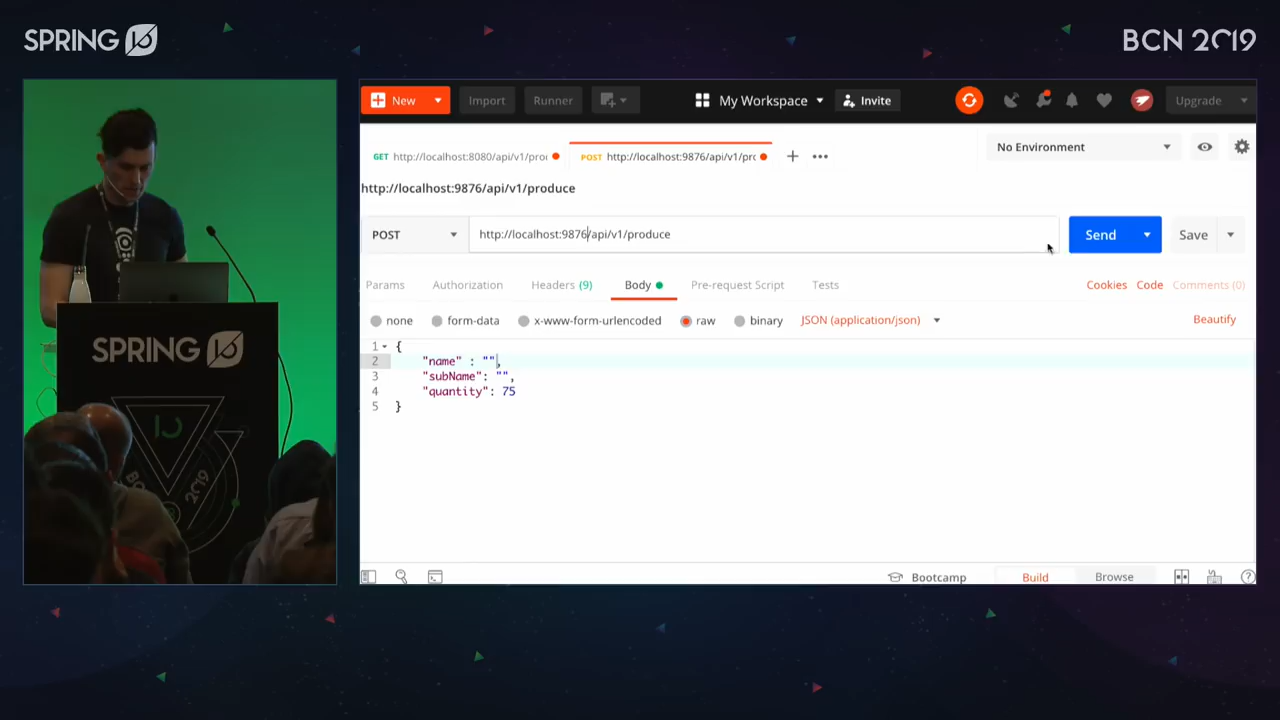 SPRING IO
BCN 2019
New
Import
Runner
My Workspace
Invite
Upgrade
GET http://localhost:8080/api/v1/pro
POST http://localhost:9876/api/v1/pr
No Environment
http://localhost:9876/api/v1/produce
POST
http://localhost:9876/api/v1/produce
Send
Save
Params
Authorization
Headers (9)
Body
Pre-request Script
Tests
Cookies
Code
Comments (0)
none
form-data
x-www-form-urlencoded
raw
binary
JSON (application/json)
Beautify
1 {
2 "name" : "",
3 "subName": "",
4 "quantity": 75
5 }
Bootcamp
Build
Browse
SPRING IO
IO
2019